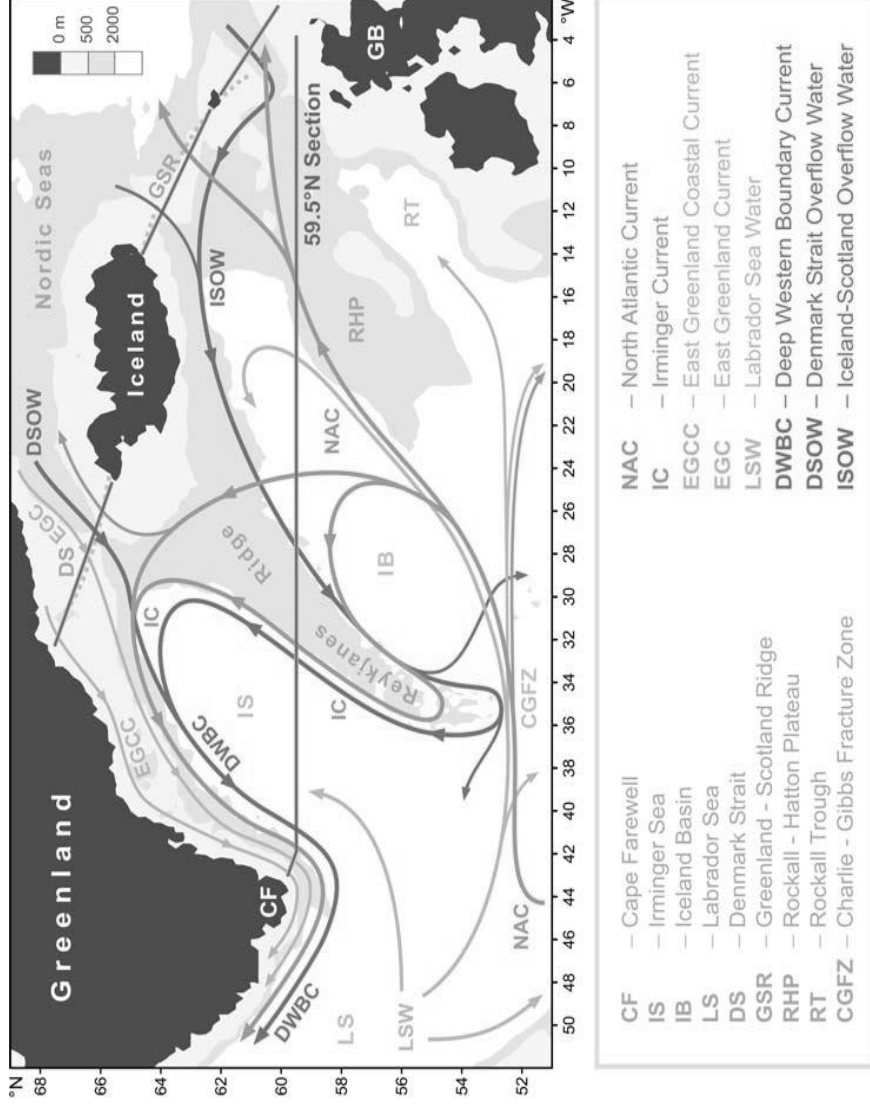 °N
68
66
64
62
60
58
56
54
52
50
48
46
44
42
40
38
36
34
32
30
28
26
24
22
20
18
16
14
12
10
8
6
4
°W
0 m
500
2000
Greenland
Iceland
GB
Nordic Seas
GSR
DSOW
DS
EGC
EGCC
IC
DWBC
IS
IC
Reykjanes
Ridge
ISOW
59.5°N Section
NAC
IB
RHP
RT
CGFZ
CF
DWBC
LS
LSW
NAC
CF – Cape Farewell
IS – Irminger Sea
IB – Iceland Basin
LS – Labrador Sea
DS – Denmark Strait
GSR – Greenland - Scotland Ridge
RHP – Rockall - Hatton Plateau
RT – Rockall Trough
CGFZ – Charlie - Gibbs Fracture Zone
NAC – North Atlantic Current
IC – Irminger Current
EGCC – East Greenland Coastal Current
EGC – East Greenland Current
LSW – Labrador Sea Water
DWBC – Deep Western Boundary Current
DSOW – Denmark Strait Overflow Water
ISOW – Iceland-Scotland Overflow Water